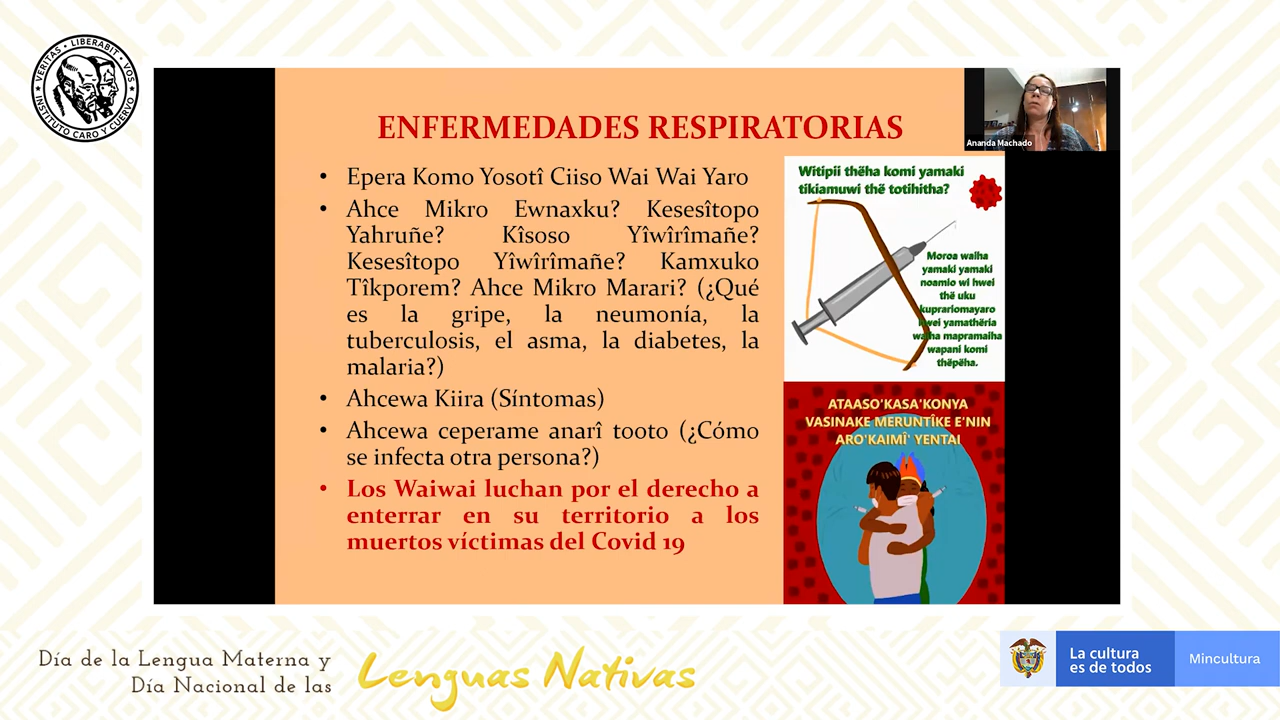 VERITAS • LIBERABIT • VOS
INSTITUTO CARO Y CUERVO
ENFERMEDADES RESPIRATORIAS
• Epera Komo Yosotî Ciiso Wai Wai Yaro
• Ahce Mikro Ewnaxku? Kesesîtopo
Yahruñe? Kîsoso Yîwîrîmañe?
Kesesîtopo Yîwîrîmañe? Kamxuko
Tîkporem? Ahce Mikro Marari? (¿Qué
es la gripe, la neumonía, la
tuberculosis, el asma, la diabetes, la
malaria?)
• Ahcewa Kiira (Síntomas)
• Ahcewa ceperame anarî tooto (¿Cómo
se infecta otra persona?)
• Los Waiwai luchan por el derecho a
enterrar en su territorio a los
muertos víctimas del Covid 19
Ananda Machado
Witipii thëha komi yamaki
tikiamuwi thë totihitha?
Moroa waiha
yamaki yamaki
noamio wi hwei
thë uku
kuprariomayaro
hwei yamathëria
waiha mapramaiha
wapani komi
thëpëha.
ATAASO'KASA'KONYA
VASINAKE MERUNTÎKE E'NIN
ARO'KAIMÎ' YENTAI
Día de la Lengua Materna y
Día Nacional de las
Lenguas Nativas
La cultura
es de todos
Mincultura